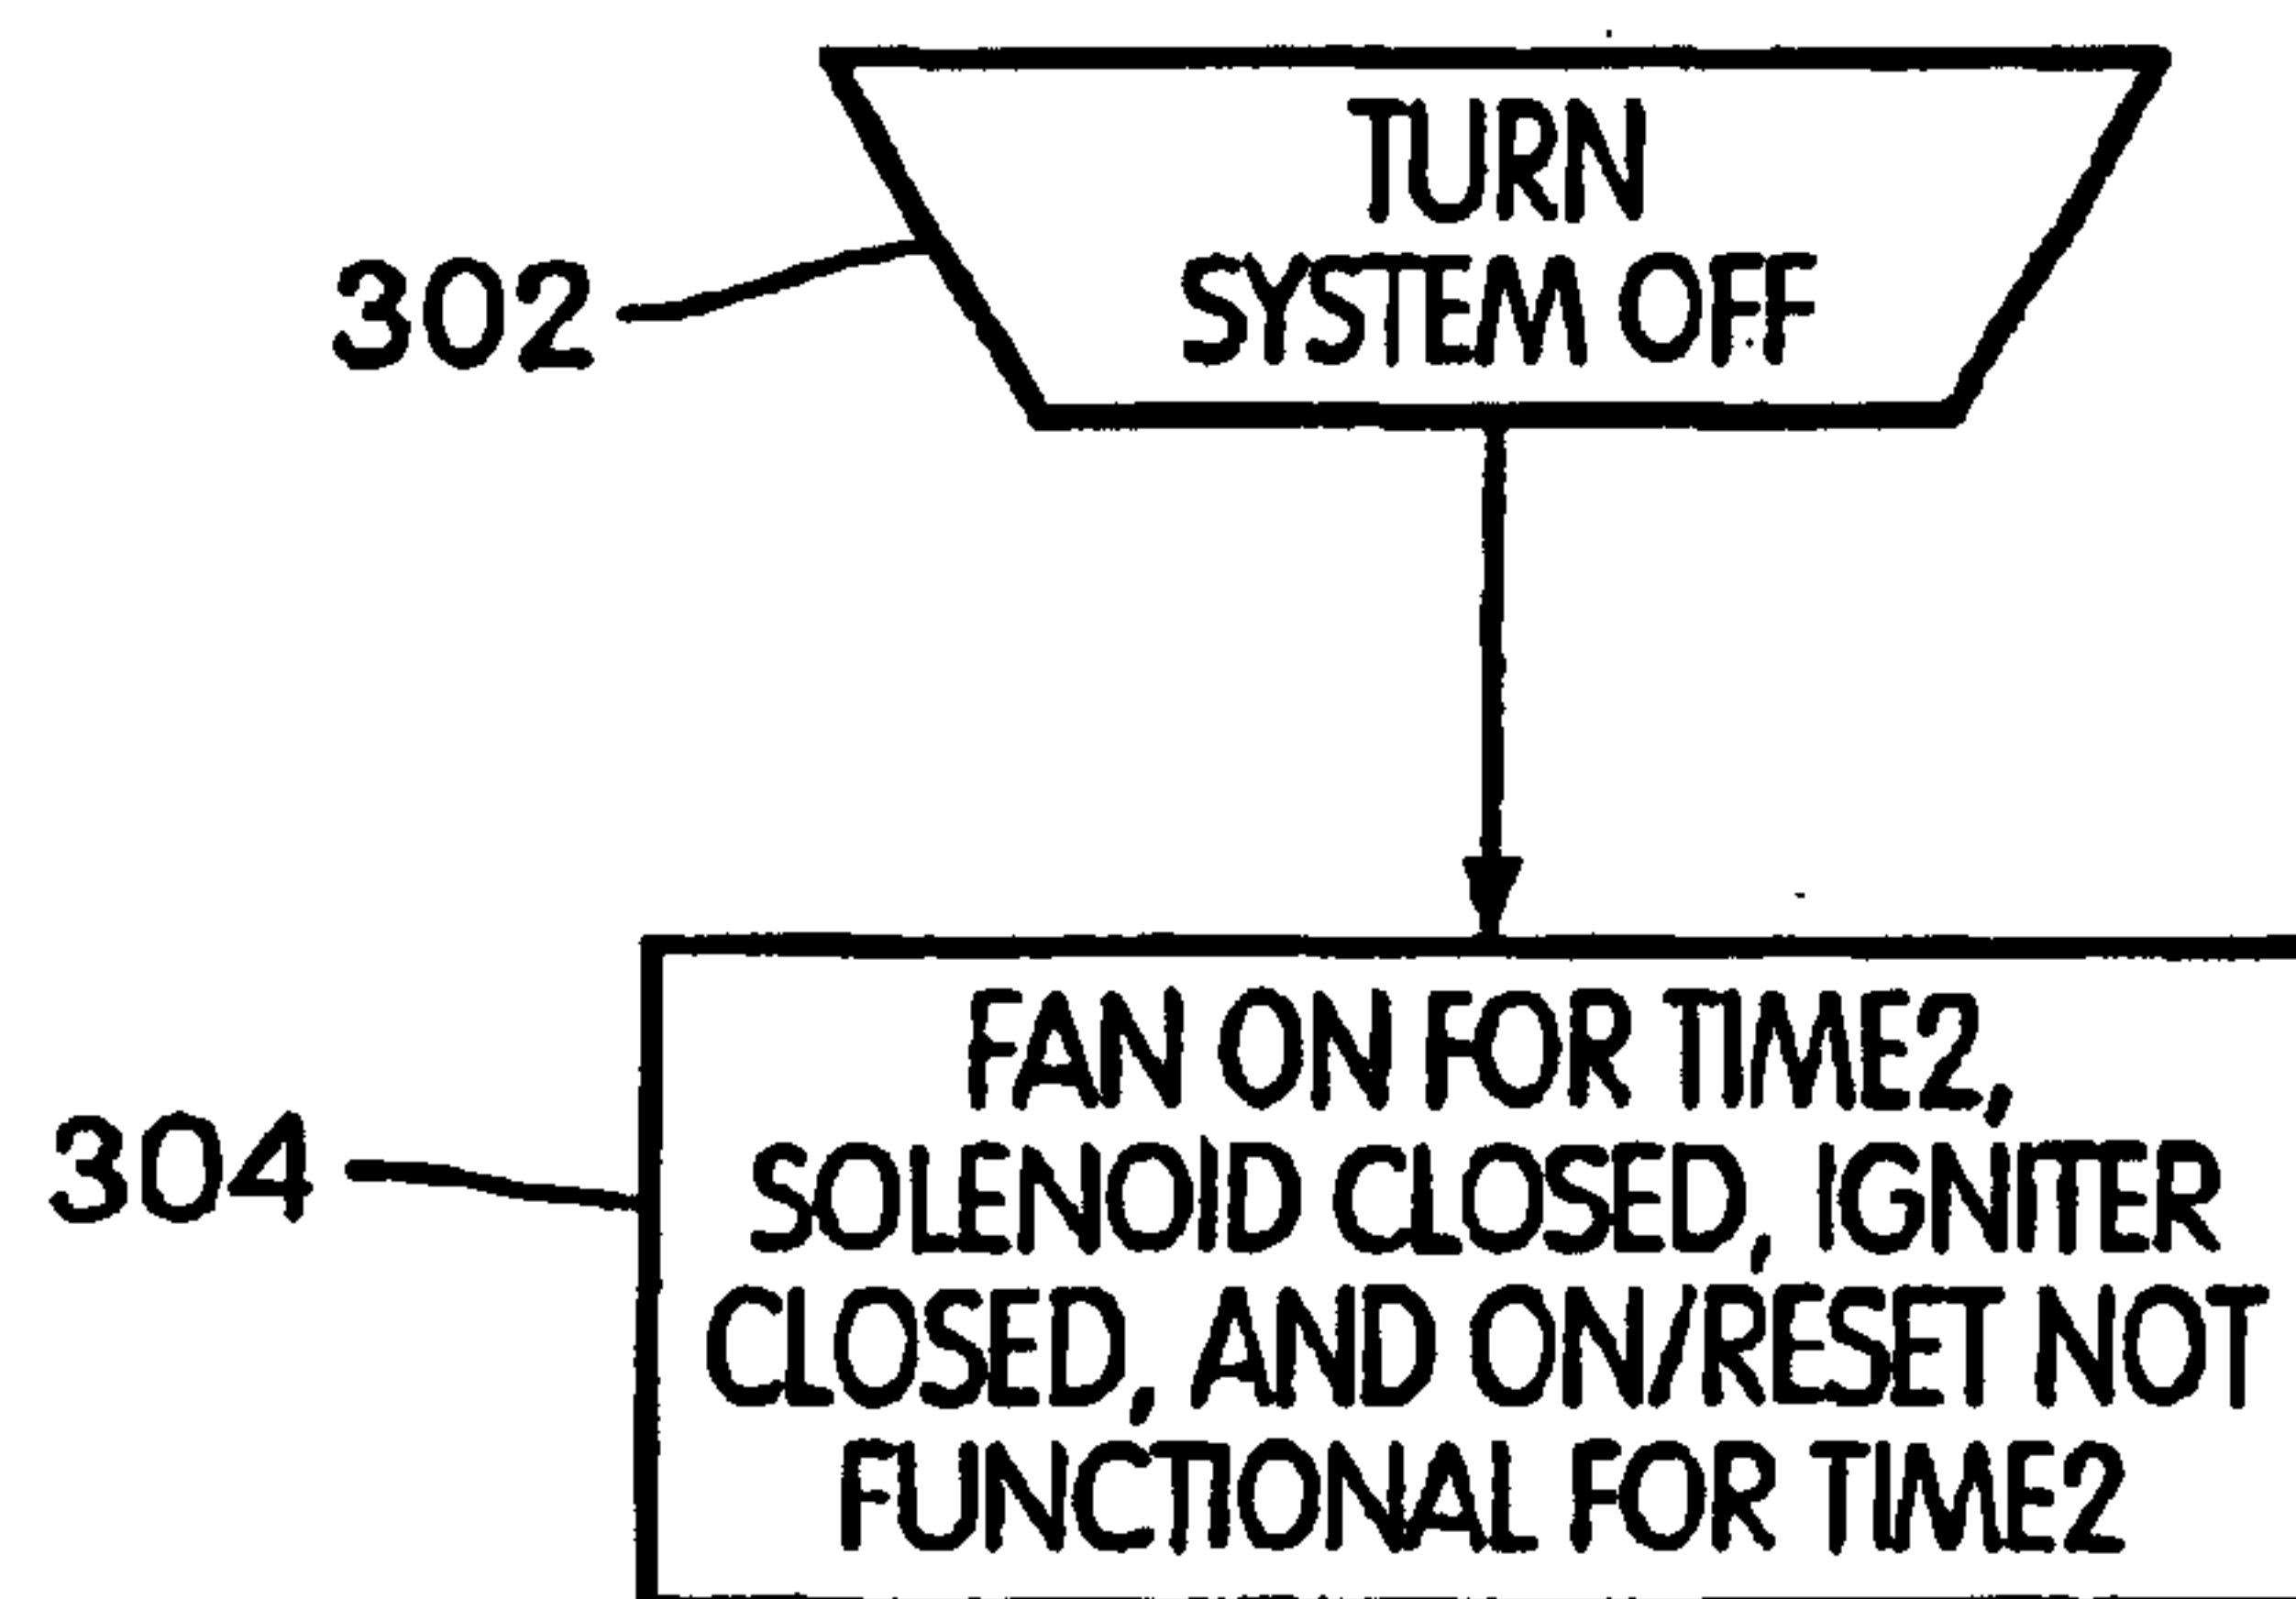 TURN
SYSTEM OFF
302
FAN ON FOR TIME2,
SOLENOID CLOSED, IGNITER
304
CLOSED, AND ON/RESET NOT
FUNCTIONAL FOR TIME2